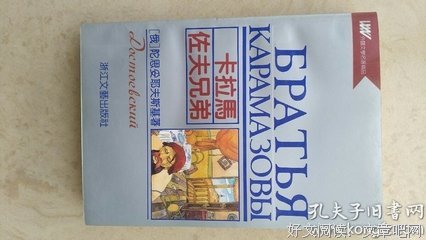 БРАТЬЯ
КАРАМАЗОВЫ
卡拉馬
佐夫兄弟
[俄]陀思妥耶夫斯基著
Достоевский
浙江文藝出版社
孔夫子旧书网